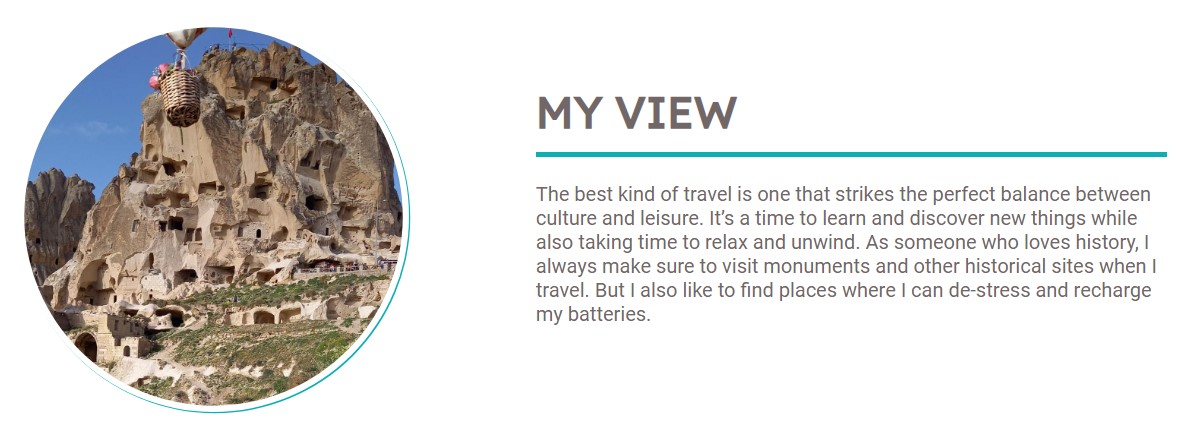 MY VIEW
The best kind of travel is one that strikes the perfect balance between
culture and leisure. It’s a time to learn and discover new things while
also taking time to relax and unwind. As someone who loves history, I
always make sure to visit monuments and other historical sites when I
travel. But I also like to find places where I can de-stress and recharge
my batteries.